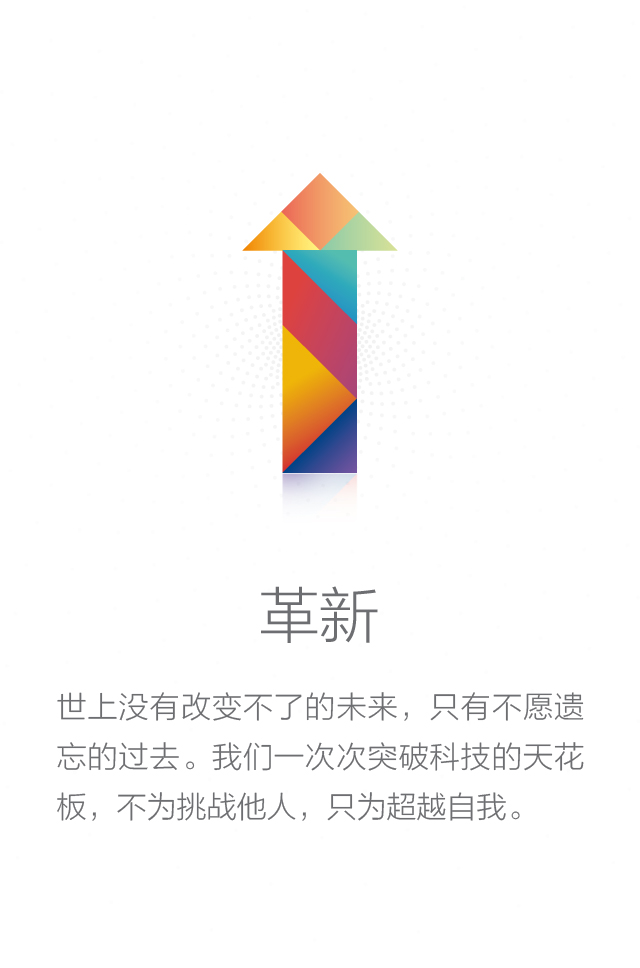 革新
世上没有改变不了的未来，只有不愿遗
忘的过去。我们一次次突破科技的天花
板，不为挑战他人，只为超越自我。